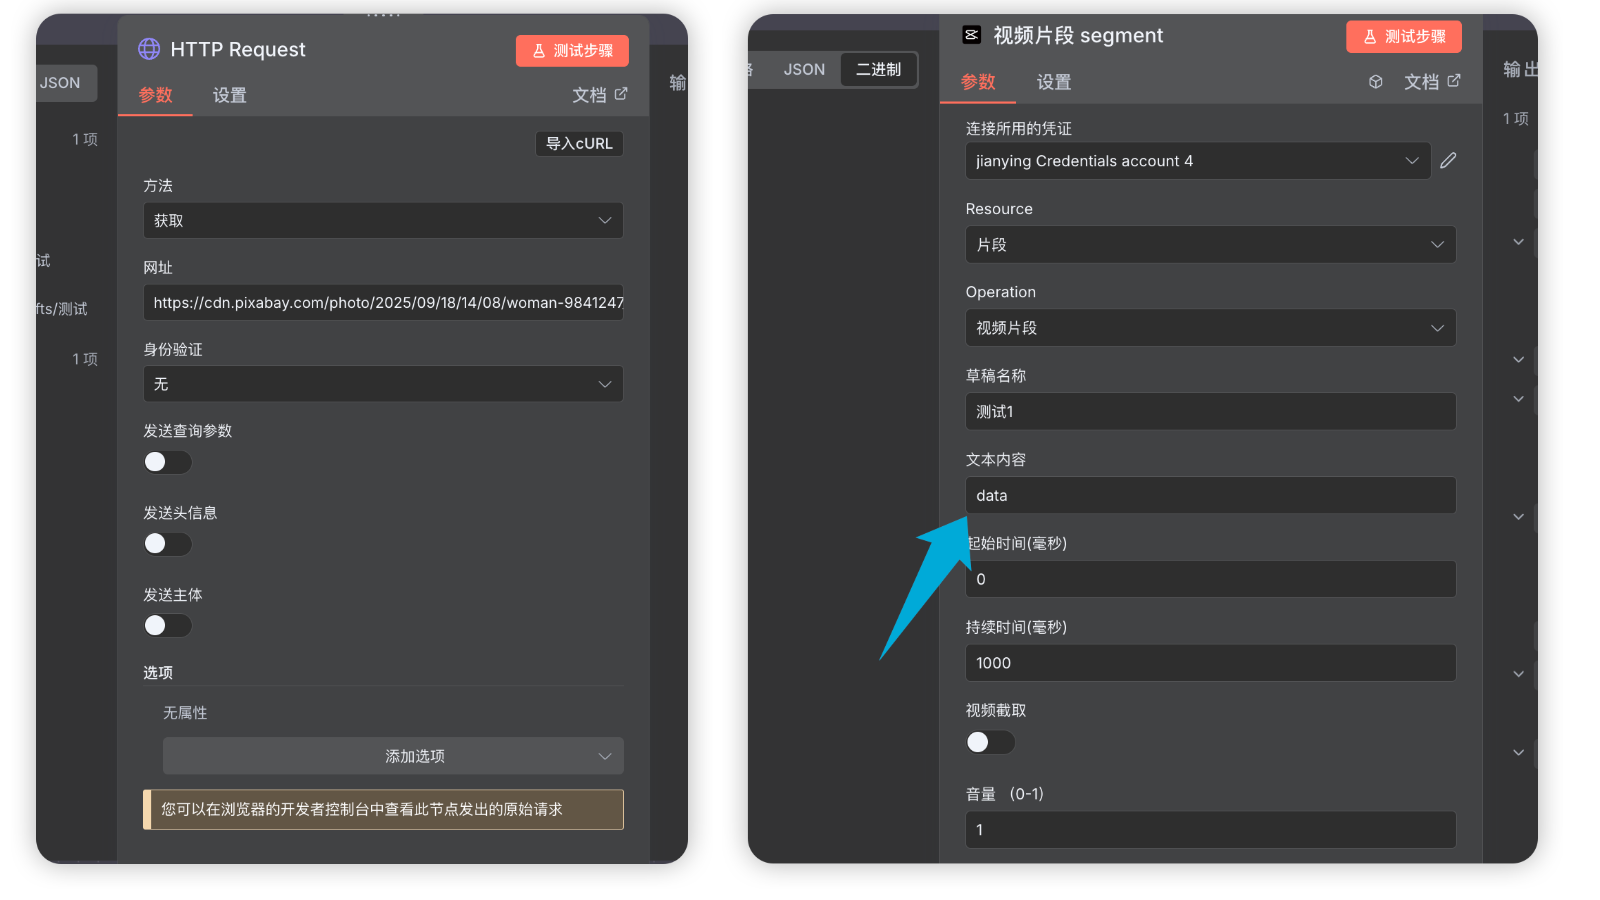 HTTP Request
测试步骤
JSON
参数
设置
文档
输
1 项
导入cURL
方法
获取
网址
https://cdn.pixabay.com/photo/2025/09/18/14/08/woman-9841247
试
fts/测试
身份验证
1 项
无
发送查询参数
发送头信息
发送主体
选项
无属性
添加选项
您可以在浏览器的开发者控制台中查看此节点发出的原始请求
视频片段 segment
测试步骤
JSON
二进制
参数
设置
文档
输出
1 项
连接所用的凭证
jianying Credentials account 4
Resource
片段
Operation
视频片段
草稿名称
测试1
文本内容
data
起始时间(毫秒)
0
持续时间(毫秒)
1000
视频截取
音量 (0-1)
1